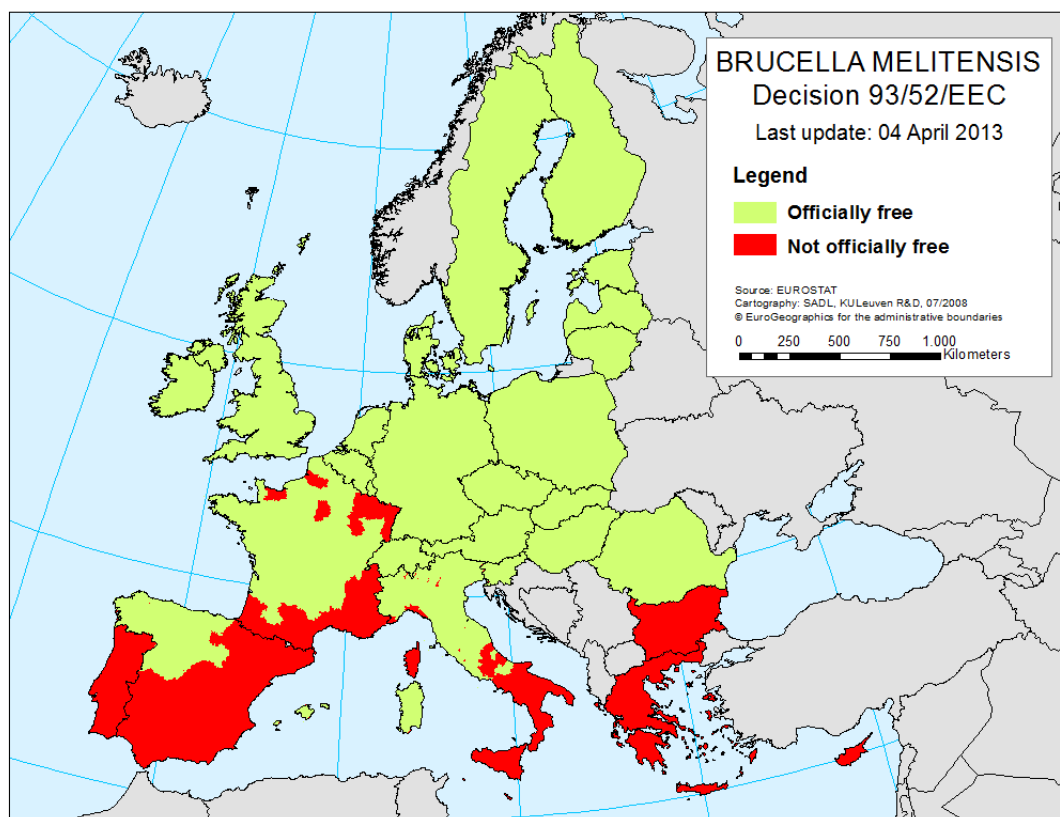 BRUCELLA MELITENSIS
Decision 93/52/EEC
Last update: 04 April 2013
Legend
Officially free
Not officially free
Source: EUROSTAT
Cartography: SADL, KULeuven R&D, 07/2008
© EuroGeographics for the administrative boundaries
0 250 500 750 1.000
Kilometers